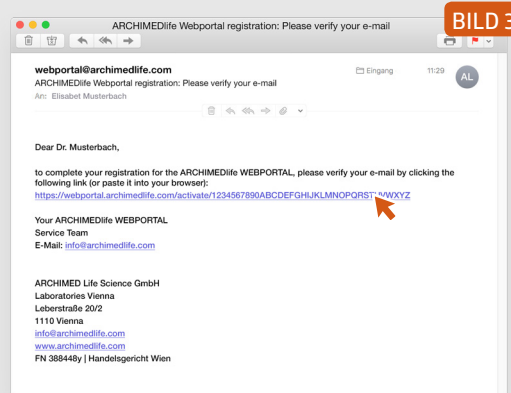 ARCHIMEDlife Webportal registration: Please verify your e-mail
BILD 3
webportal@archimedlife.com
Eingang
11:29
AL
ARCHIMEDlife Webportal registration: Please verify your e-mail
An: Elisabet Musterbach
Dear Dr. Musterbach,
to complete your registration for the ARCHIMEDlife WEBPORTAL, please verify your e-mail by clicking the
following link (or paste it into your browser):
https://webportal.archimedlife.com/activate/1234567890ABCDEFGHIJKLMNOPQRSTUVWXYZ
Your ARCHIMEDlife WEBPORTAL
Service Team
E-Mail: info@archimedlife.com
ARCHIMED Life Science GmbH
Laboratories Vienna
Leberstraße 20/2
1110 Vienna
info@archimedlife.com
www.archimedlife.com
FN 388448y | Handelsgericht Wien